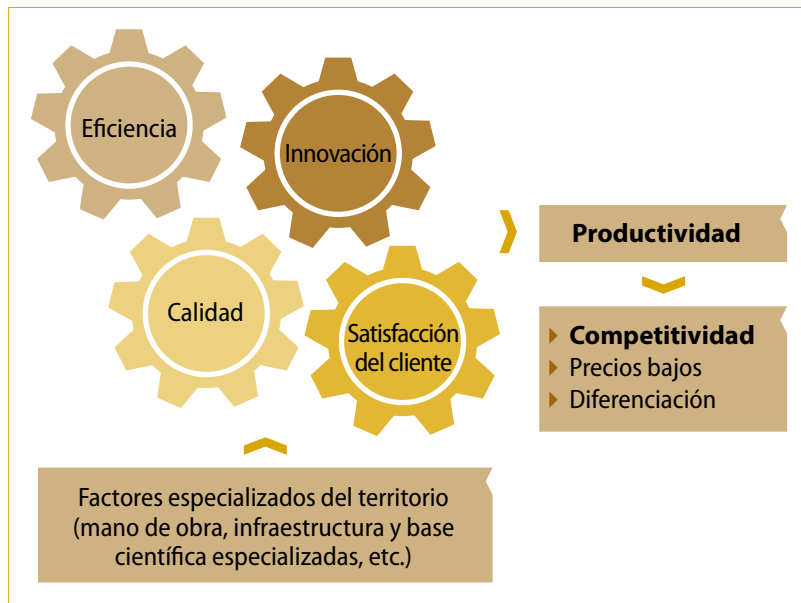 Eficiencia
Innovación
Calidad
Satisfacción
del cliente
Productividad
Competitividad
Precios bajos
Diferenciación
Factores especializados del territorio
(mano de obra, infraestructura y base
científica especializadas, etc.)